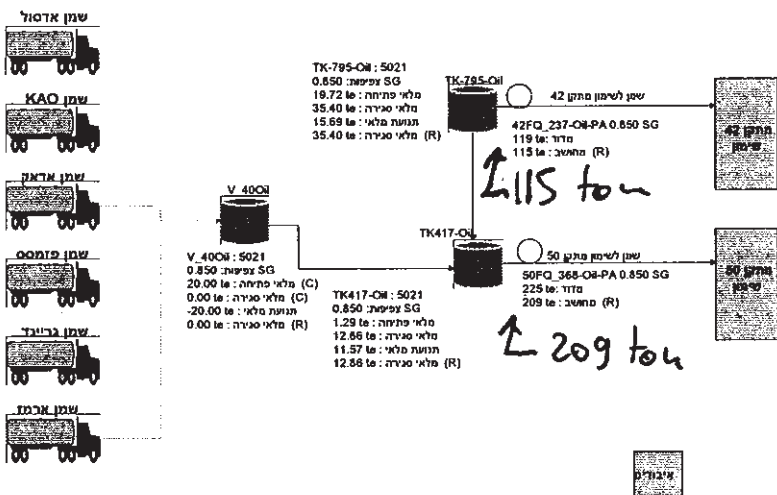 שמן אדסול
שמן KAO
שמן אדאק
שמן פזמסט
שמן גריינד
שמן ארמז
V_40Oil
V_40Oil : 5021
0.850 :צפיפות SG
20.00 te : מלאי פתיחה (C)
0.00 te : מלאי סגירה (C)
-20.00 te : תנועת מלאי
0.00 te : מלאי סגירה (R)
TK-795-Oil : 5021
0.850 :צפיפות SG
19.72 te : מלאי פתיחה
35.40 te : מלאי סגירה
15.69 te : תנועת מלאי
35.40 te : מלאי סגירה (R)
TK-795-Oil
שמן לשימון מתקן 42
42FQ_237-Oil-PA 0.850 SG
119 te: מדוד
115 te : מחושב (R)
115 ton
מתקן 42
שימון
TK417-Oil
TK417-Oil : 5021
0.850 :צפיפות SG
1.29 te : מלאי פתיחה
12.86 te : מלאי סגירה
11.57 te : תנועת מלאי
12.86 te : מלאי סגירה (R)
שמן לשימון מתקן 50
50FQ_368-Oil-PA 0.850 SG
225 te: מדוד
209 te : מחושב (R)
209 ton
מתקן 50
שימון
איבודים